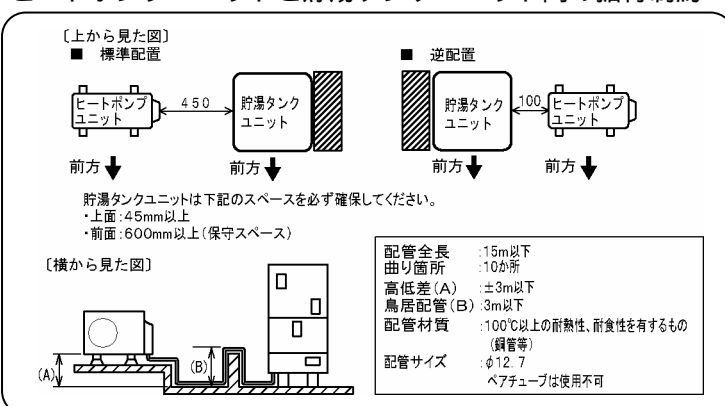 〔上から見た図〕
■ 標準配置
■ 逆配置
ヒートポンプ
ユニット
450
貯湯タンク
ユニット
貯湯タンク
ユニット
100
ヒートポンプ
ユニット
前方
前方
前方
前方
貯湯タンクユニットは下記のスペースを必ず確保してください。
・上面:45mm以上
・前面:600mm以上(保守スペース)
〔横から見た図〕
(A)
(B)
配管全長 :15m以下
曲り箇所 :10か所
高低差(A) :±3m以下
鳥居配管(B):3m以下
配管材質 :100℃以上の耐熱性、耐食性を有するもの
(銅管等)
配管サイズ :φ12.7
ペアチューブは使用不可